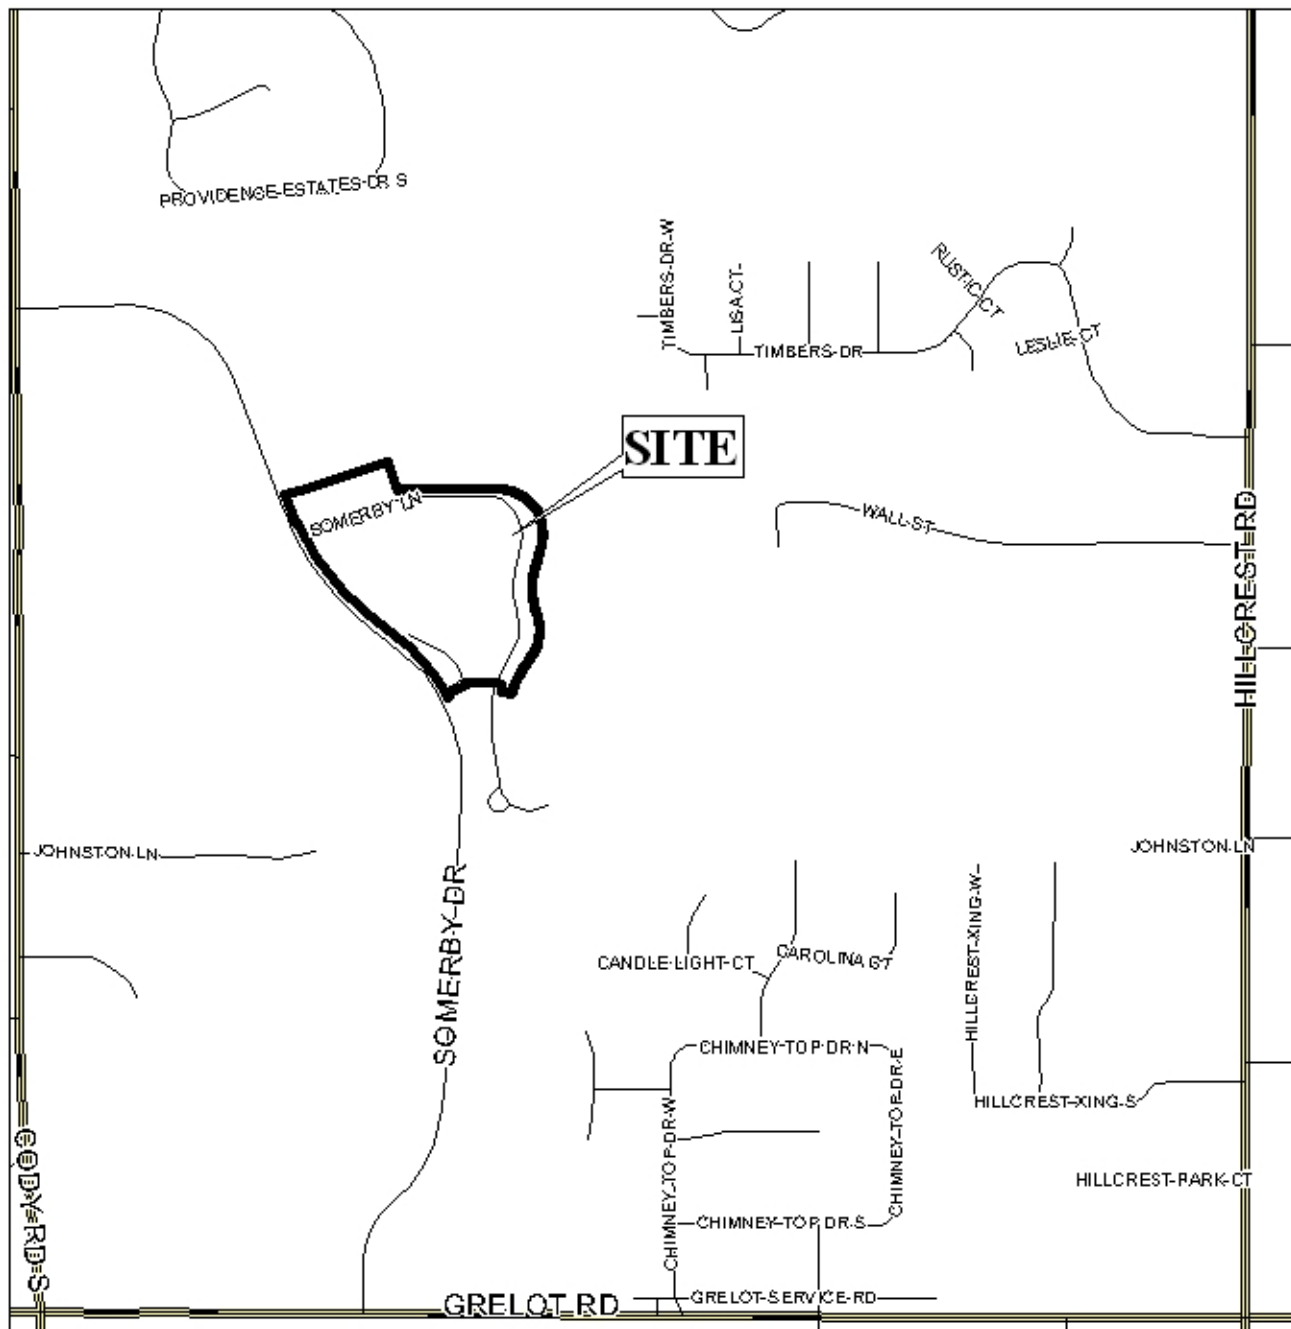 PROVIDENCE-ESTATES-DR S
TIMBERS-DR-W
LISA-CT
RUSTIC-CT
LESLIE-CT
TIMBERS-DR
SITE
SOMERBY LN
WALL-ST
HILLCREST-RD
JOHNSTON-LN
JOHNSTON-LN
SOMERBY-DR
HILLCREST-XING-W
CANDLE-LIGHT-CT
CAROLINA CT
CHIMNEY-TOP-DR-N
CHIMNEY-TOP-DR-E
HILLCREST-XING-S
CHIMNEY-TOP-DR-W
CODY-RD-S
HILLCREST-PARK-CT
CHIMNEY-TOP DR-S
GRELOT-SERVICE-RD
GRELOT RD